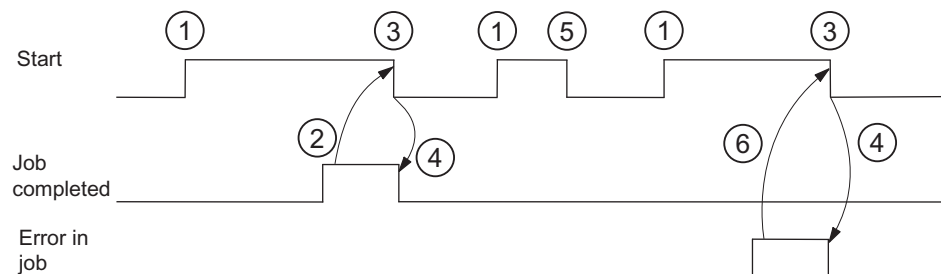 1 3 1 5 1 3
Start
2 4 6 4
Job
completed
Error in
job